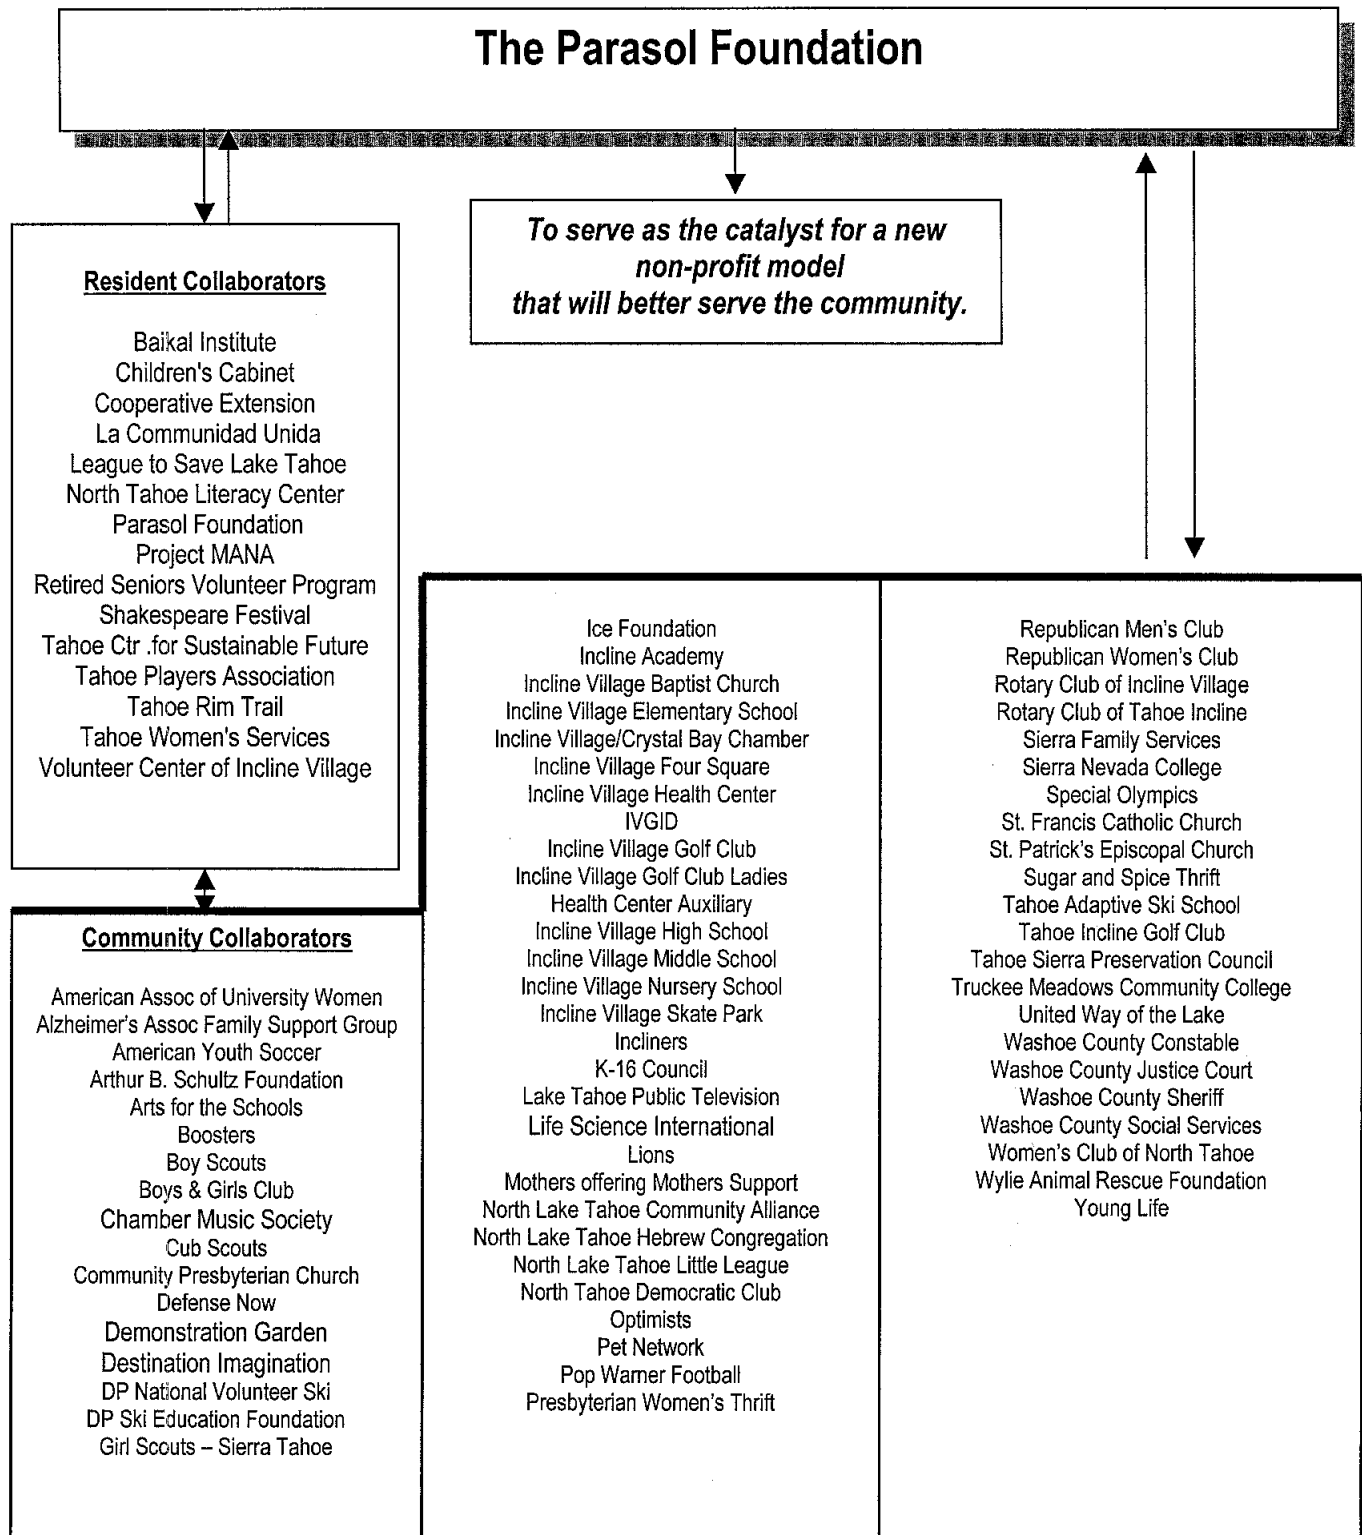 The Parasol Foundation
To serve as the catalyst for a new
non-profit model
that will better serve the community.
Resident Collaborators
Baikal Institute
Children's Cabinet
Cooperative Extension
La Communidad Unida
League to Save Lake Tahoe
North Tahoe Literacy Center
Parasol Foundation
Project MANA
Retired Seniors Volunteer Program
Shakespeare Festival
Tahoe Ctr .for Sustainable Future
Tahoe Players Association
Tahoe Rim Trail
Tahoe Women's Services
Volunteer Center of Incline Village
Community Collaborators
American Assoc of University Women
Alzheimer's Assoc Family Support Group
American Youth Soccer
Arthur B. Schultz Foundation
Arts for the Schools
Boosters
Boy Scouts
Boys & Girls Club
Chamber Music Society
Cub Scouts
Community Presbyterian Church
Defense Now
Demonstration Garden
Destination Imagination
DP National Volunteer Ski
DP Ski Education Foundation
Girl Scouts – Sierra Tahoe
Ice Foundation
Incline Academy
Incline Village Baptist Church
Incline Village Elementary School
Incline Village/Crystal Bay Chamber
Incline Village Four Square
Incline Village Health Center
IVGID
Incline Village Golf Club
Incline Village Golf Club Ladies
Health Center Auxiliary
Incline Village High School
Incline Village Middle School
Incline Village Nursery School
Incline Village Skate Park
Incliners
K-16 Council
Lake Tahoe Public Television
Life Science International
Lions
Mothers offering Mothers Support
North Lake Tahoe Community Alliance
North Lake Tahoe Hebrew Congregation
North Lake Tahoe Little League
North Tahoe Democratic Club
Optimists
Pet Network
Pop Warner Football
Presbyterian Women's Thrift
Republican Men's Club
Republican Women's Club
Rotary Club of Incline Village
Rotary Club of Tahoe Incline
Sierra Family Services
Sierra Nevada College
Special Olympics
St. Francis Catholic Church
St. Patrick's Episcopal Church
Sugar and Spice Thrift
Tahoe Adaptive Ski School
Tahoe Incline Golf Club
Tahoe Sierra Preservation Council
Truckee Meadows Community College
United Way of the Lake
Washoe County Constable
Washoe County Justice Court
Washoe County Sheriff
Washoe County Social Services
Women's Club of North Tahoe
Wylie Animal Rescue Foundation
Young Life